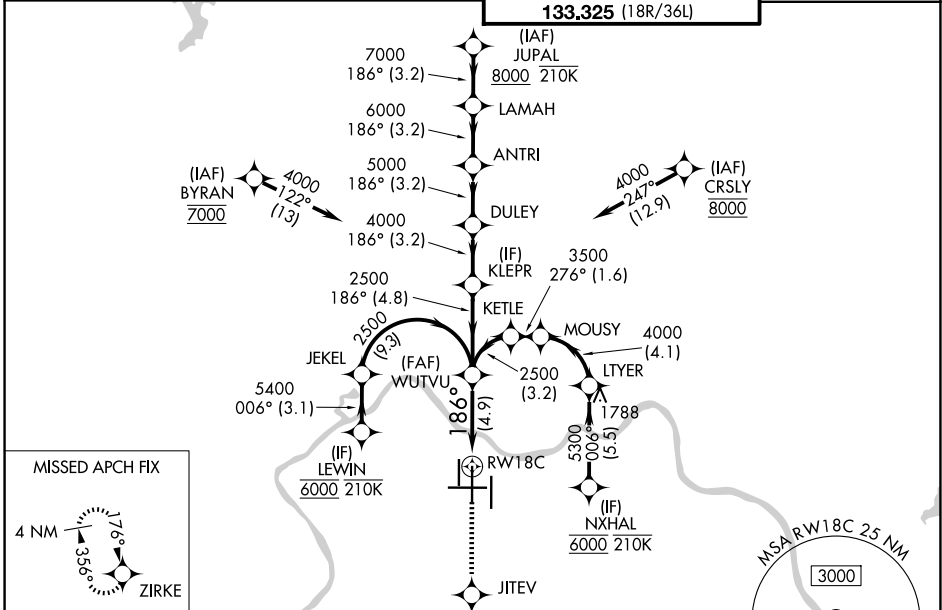 133.325 (18R/36L)
(IAF)
JUPAL
8000 210K
7000
186° (3.2)
LAMAH
6000
186° (3.2)
ANTRI
5000
186° (3.2)
DULEY
4000
186° (3.2)
(IAF)
BYRAN
7000
4000
122°
(13)
(IAF)
CRSLY
8000
4000
247°
(12.9)
(IF)
KLEPR
2500
186° (4.8)
3500
276° (1.6)
KETLE
MOUSY
2500
(9.3)
JEKEL
(FAF)
WUTVU
4000
(4.1)
LTYER
2500
(3.2)
1788
5400
006° (3.1)
186°
(4.9)
5300
006°
(5.5)
(IF)
LEWIN
6000 210K
RW18C
(IF)
NXHAL
6000 210K
MISSED APCH FIX
4 NM
176°
356°
ZIRKE
JITEV
MSA RW18C 25 NM
3000